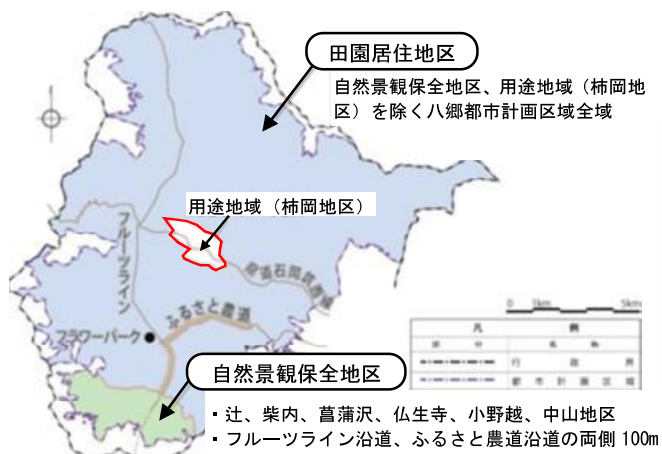 田園居住地区
自然景観保全地区、用途地域（柿岡地
区）を除く八郷都市計画区域全域
用途地域（柿岡地区）
フルーツライン
ふるさと農道
フラワーパーク
0 1km 5km
凡 例
行 政 界
都 市 計 画 区 域
自然景観保全地区
・辻、柴内、菖蒲沢、仏生寺、小野越、中山地区
・フルーツライン沿道、ふるさと農道沿道の両側 100m